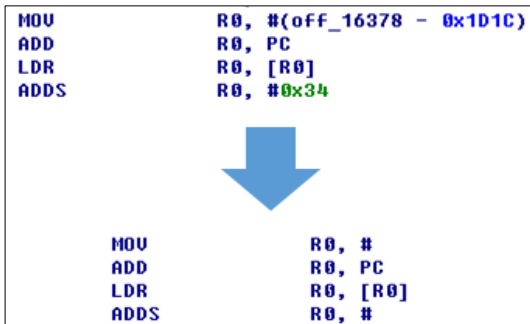 MOV R0, #(off_16378 - 0x1D1C)
ADD R0, PC
LDR R0, [R0]
ADDS R0, #0x34
MOV R0, #
ADD R0, PC
LDR R0, [R0]
ADDS R0, #